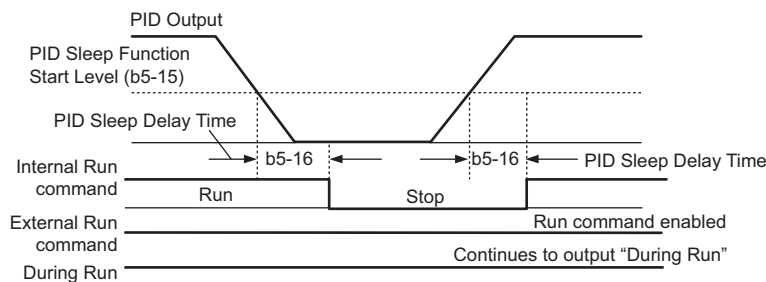 PID Output
PID Sleep Function
Start Level (b5-15)
PID Sleep Delay Time
b5-16
b5-16
PID Sleep Delay Time
Internal Run
command
Run
Stop
External Run
command
Run command enabled
Continues to output “During Run”
During Run